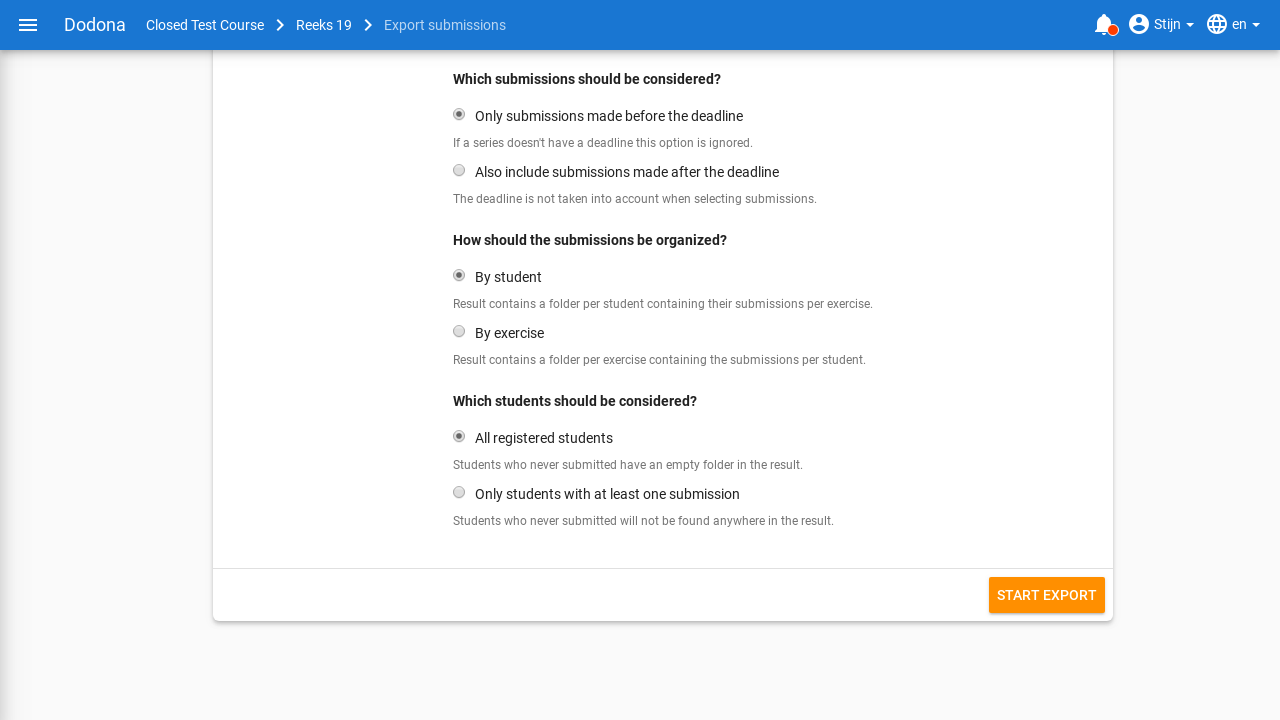 Dodona Closed Test Course Reeks 19 Export submissions Stijn en
Which submissions should be considered?
Only submissions made before the deadline
If a series doesn't have a deadline this option is ignored.
Also include submissions made after the deadline
The deadline is not taken into account when selecting submissions.
How should the submissions be organized?
By student
Result contains a folder per student containing their submissions per exercise.
By exercise
Result contains a folder per exercise containing the submissions per student.
Which students should be considered?
All registered students
Students who never submitted have an empty folder in the result.
Only students with at least one submission
Students who never submitted will not be found anywhere in the result.
START EXPORT